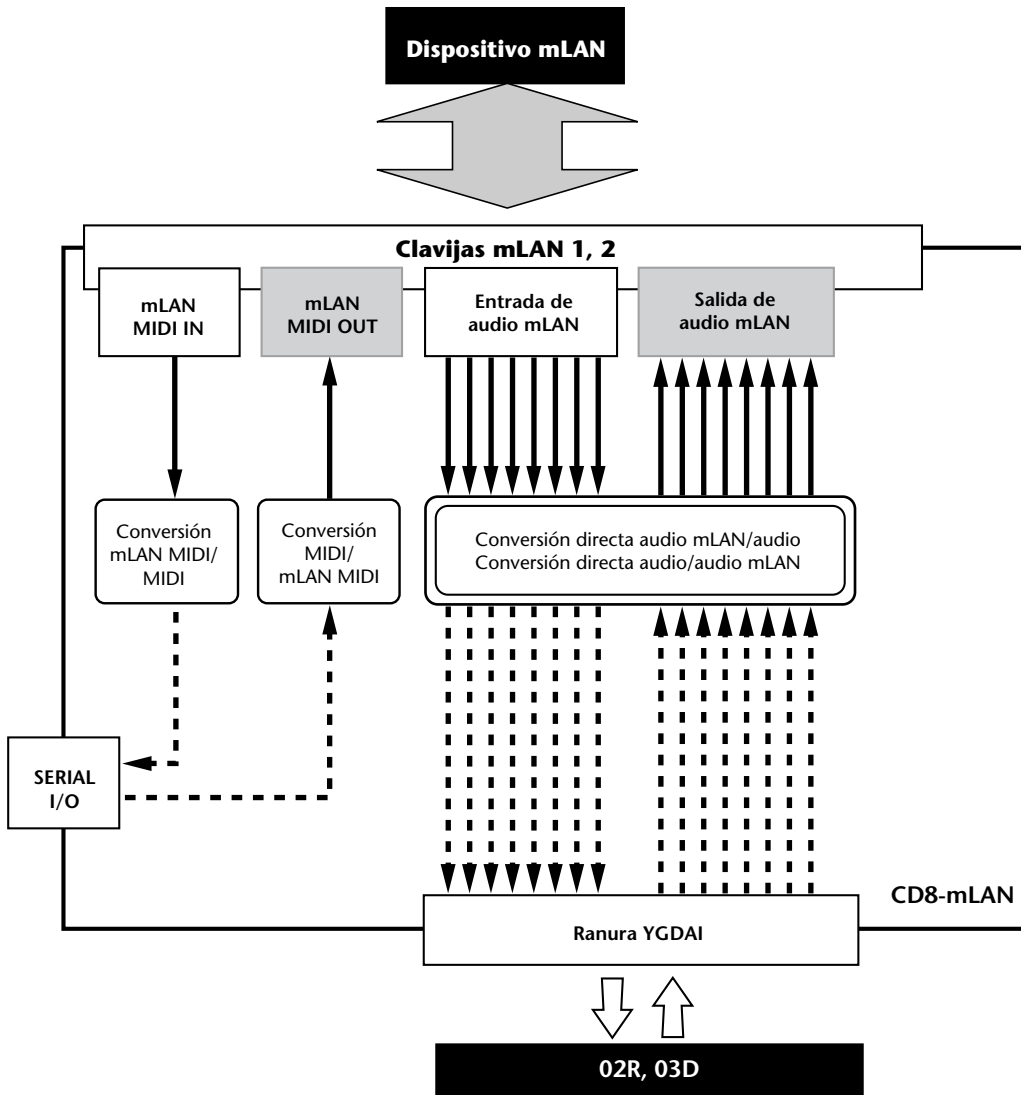 Dispositivo mLAN
Clavijas mLAN 1, 2
mLAN
MIDI IN
mLAN
MIDI OUT
Entrada de
audio mLAN
Salida de
audio mLAN
Conversión
mLAN MIDI/
MIDI
Conversión
MIDI/
mLAN MIDI
Conversión directa audio mLAN/audio
Conversión directa audio/audio mLAN
SERIAL
I/O
CD8-mLAN
Ranura YGDAI
02R, 03D